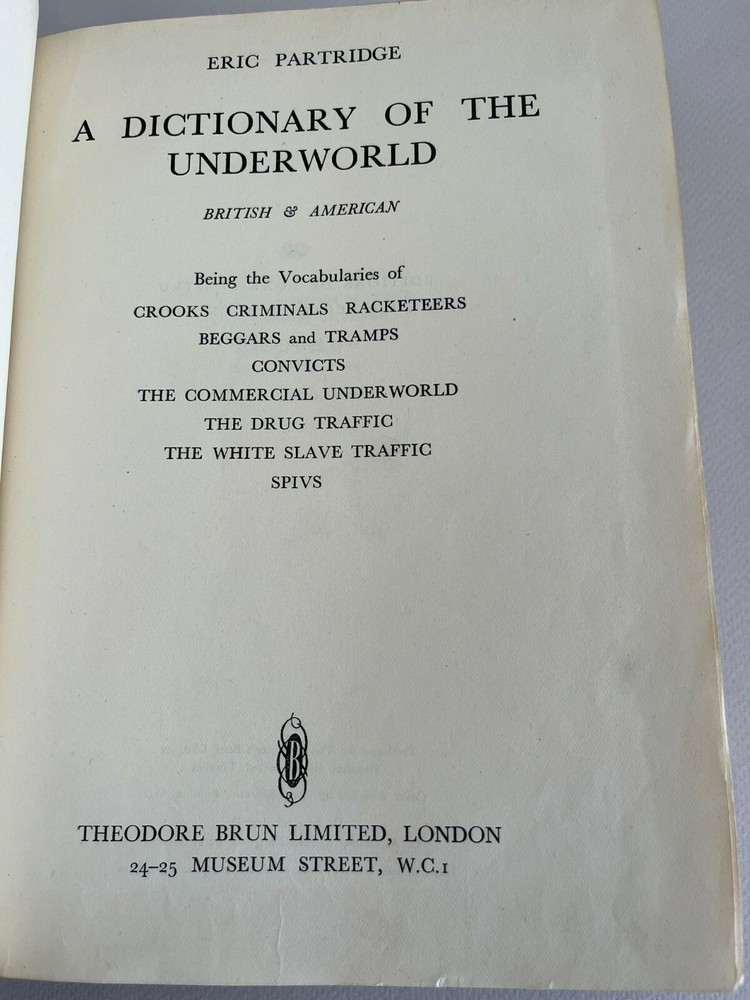 ERIC PARTRIDGE
A DICTIONARY OF THE
UNDERWORLD
BRITISH & AMERICAN
Being the Vocabularies of
CROOKS CRIMINALS RACKETEERS
BEGGARS and TRAMPS
CONVICTS
THE COMMERCIAL UNDERWORLD
THE DRUG TRAFFIC
THE WHITE SLAVE TRAFFIC
SPIVS
B
THEODORE BRUN LIMITED, LONDON
24–25 MUSEUM STREET, W.C.1